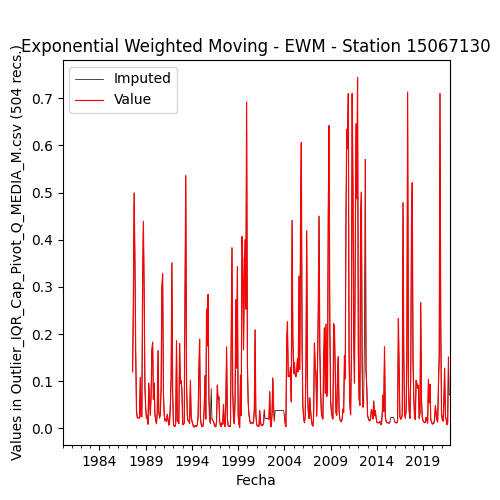 Exponential Weighted Moving - EWM - Station 15067130
Imputed
Value
Values in Outlier_IQR_Cap_Pivot_Q_MEDIA_M.csv (504 recs.)
0.7
0.6
0.5
0.4
0.3
0.2
0.1
0.0
1984 1989 1994 1999 2004 2009 2014 2019
Fecha